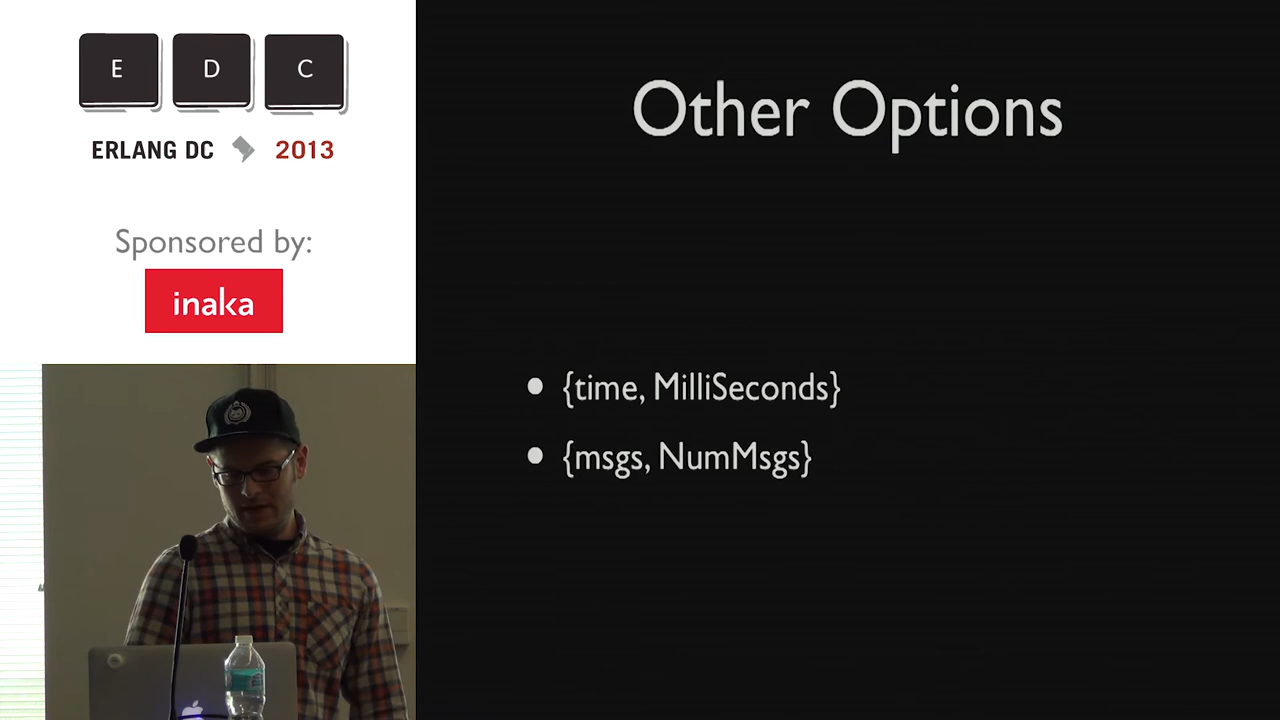 E D C
ERLANG DC 2013
Sponsored by:
inaka
Other Options
• {time, MilliSeconds}
• {msgs, NumMsgs}